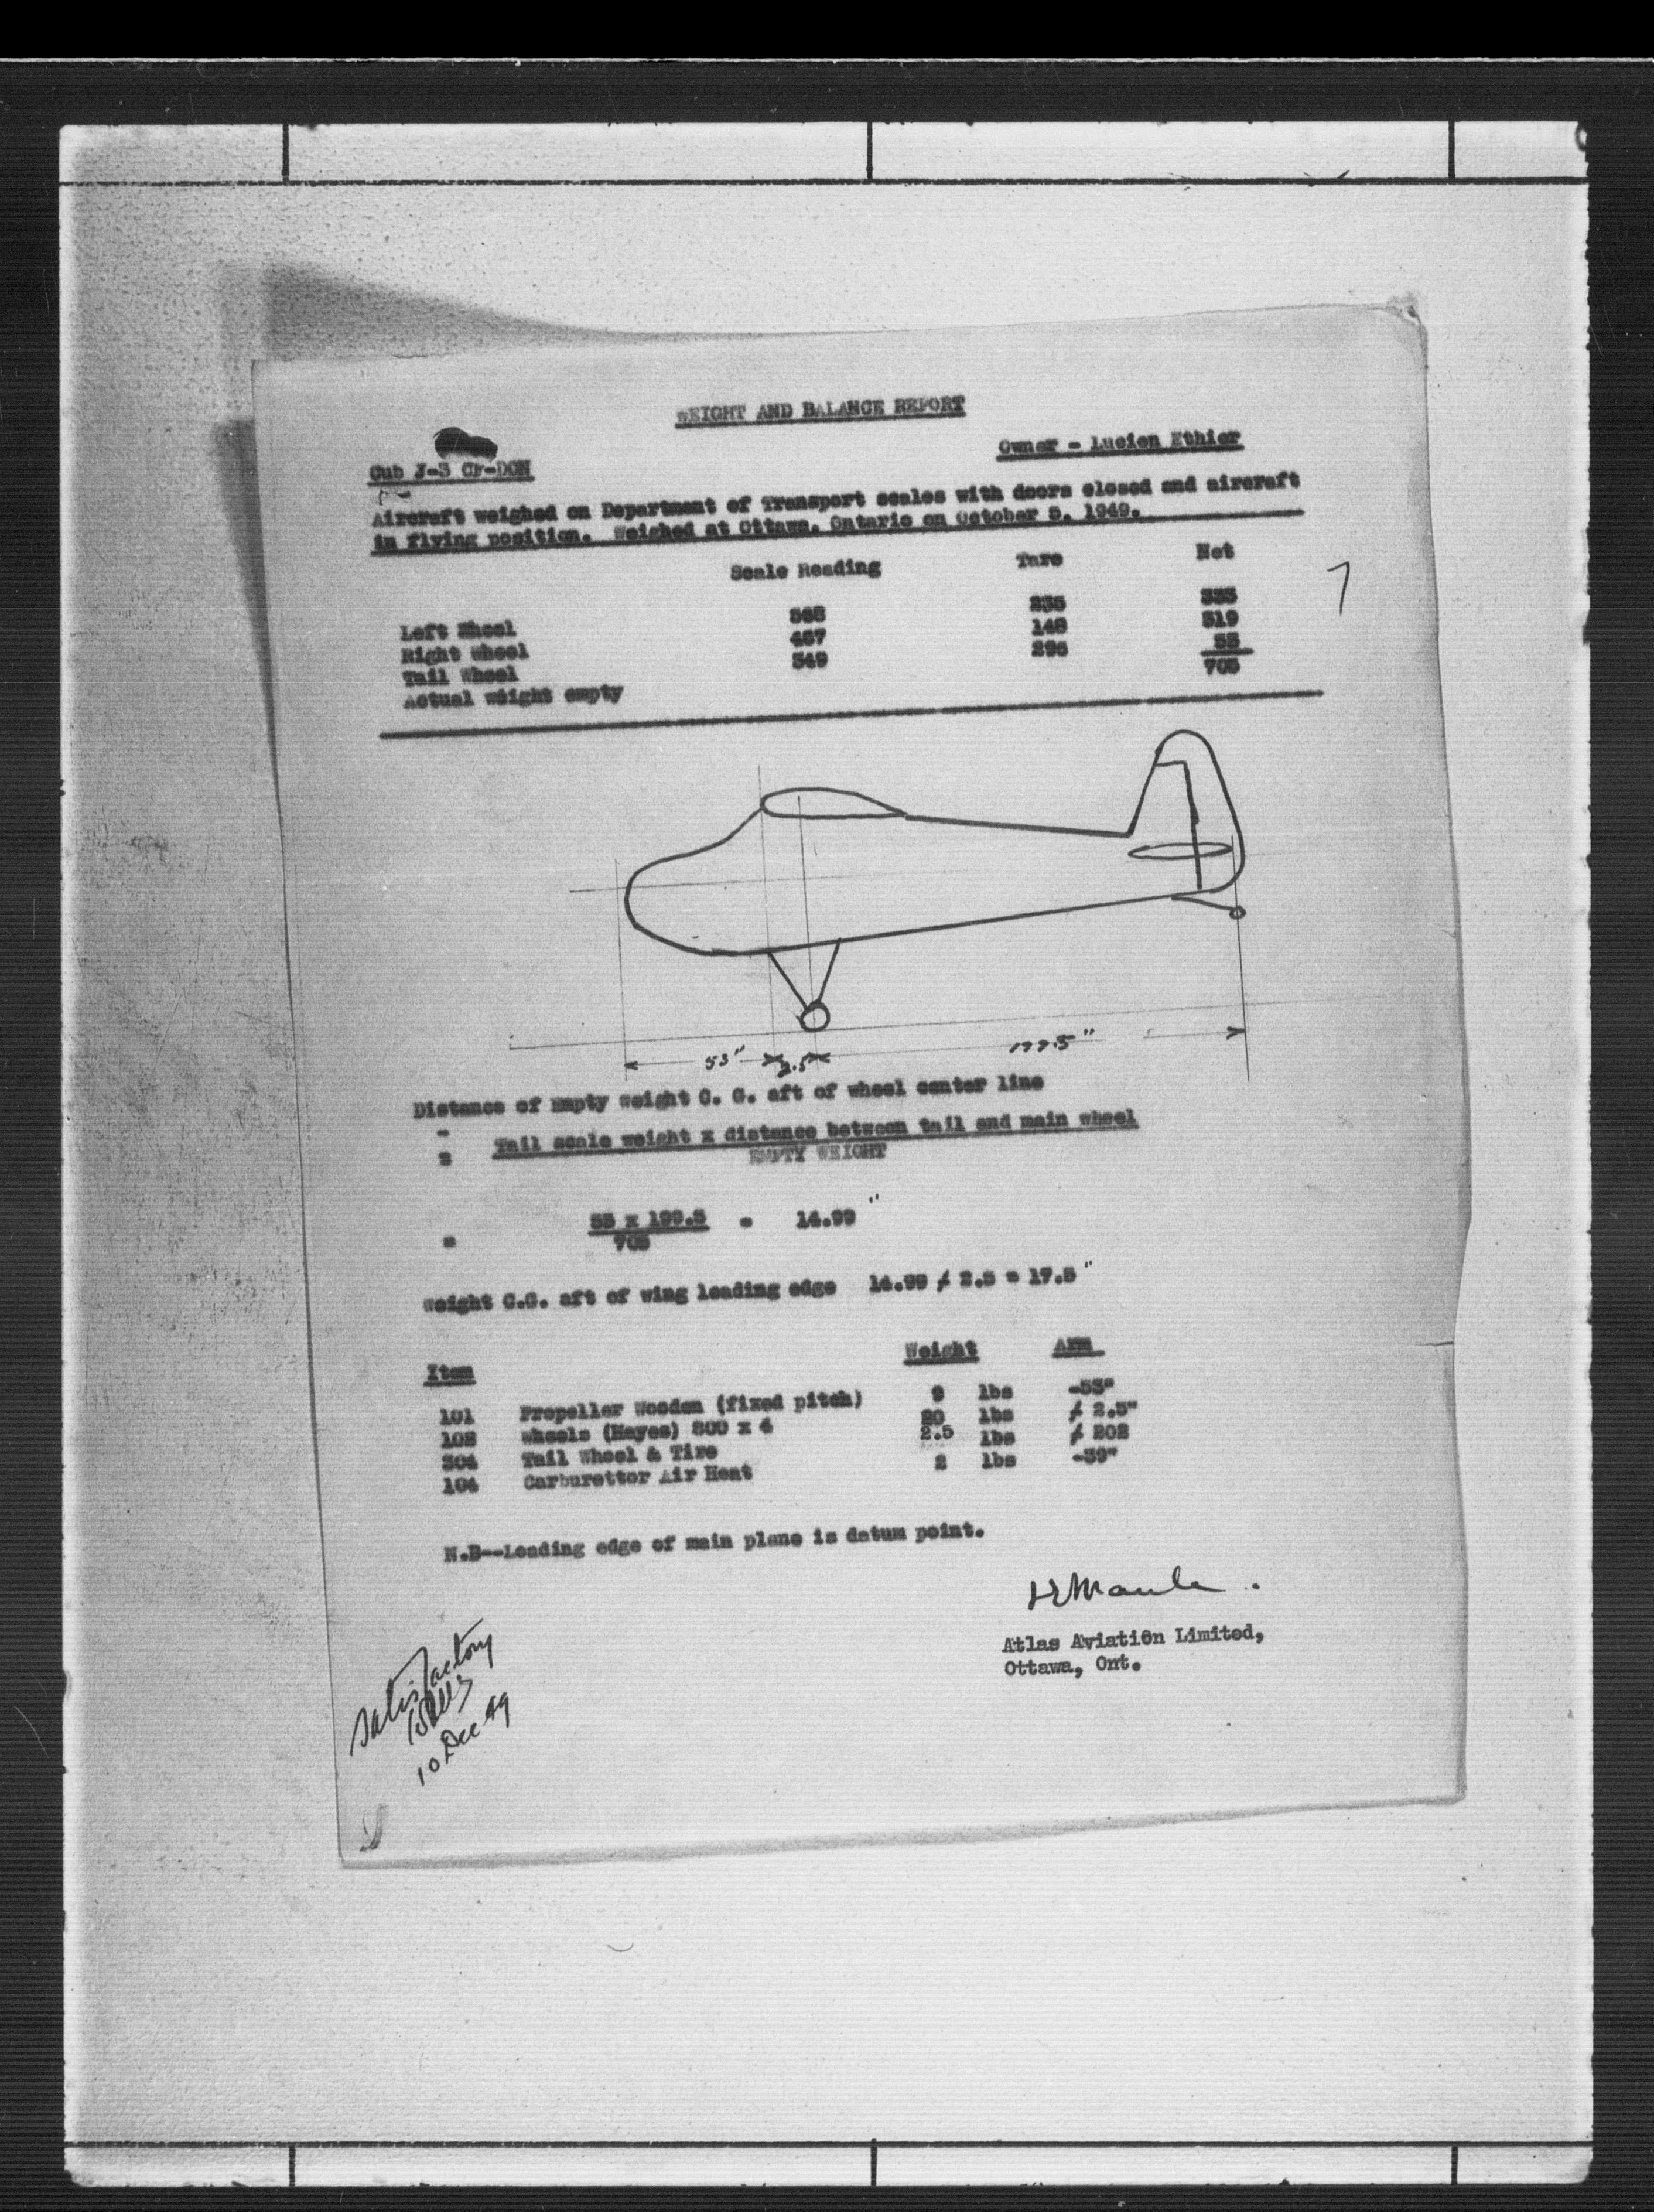 WEIGHT AND BALANCE REPORT
Owner - Lucien Ethier
Cub J-3 CF-DON
Aircraft weighed on Department of Transport scales with doors closed and aircraft
in flying position. Weighed at Ottawa, Ontario on October 5, 1949.
Scale Reading Tare Net
Left Wheel 568 235 333
Right Wheel 467 148 319
Tail Wheel 349 296 53
Actual weight empty 705
53" 2.5 199.5"
Distance of Empty weight C. G. aft of wheel center line
= Tail scale weight x distance between tail and main wheel
EMPTY WEIGHT
= 53 x 199.5 = 14.99"
705
Weight C.G. aft of wing leading edge 14.99 / 2.5 = 17.5"
Item Weight Arm
101 Propeller Wooden (fixed pitch) 9 lbs -53"
102 Wheels (Hayes) 800 x 4 20 lbs / 2.5"
304 Tail Wheel & Tire 2.5 lbs / 202
104 Carburettor Air Heat 2 lbs -39"
N.B--Leading edge of main plane is datum point.
Atlas Aviation Limited,
Ottawa, Ont.
Satisfactory
10 Dec 49